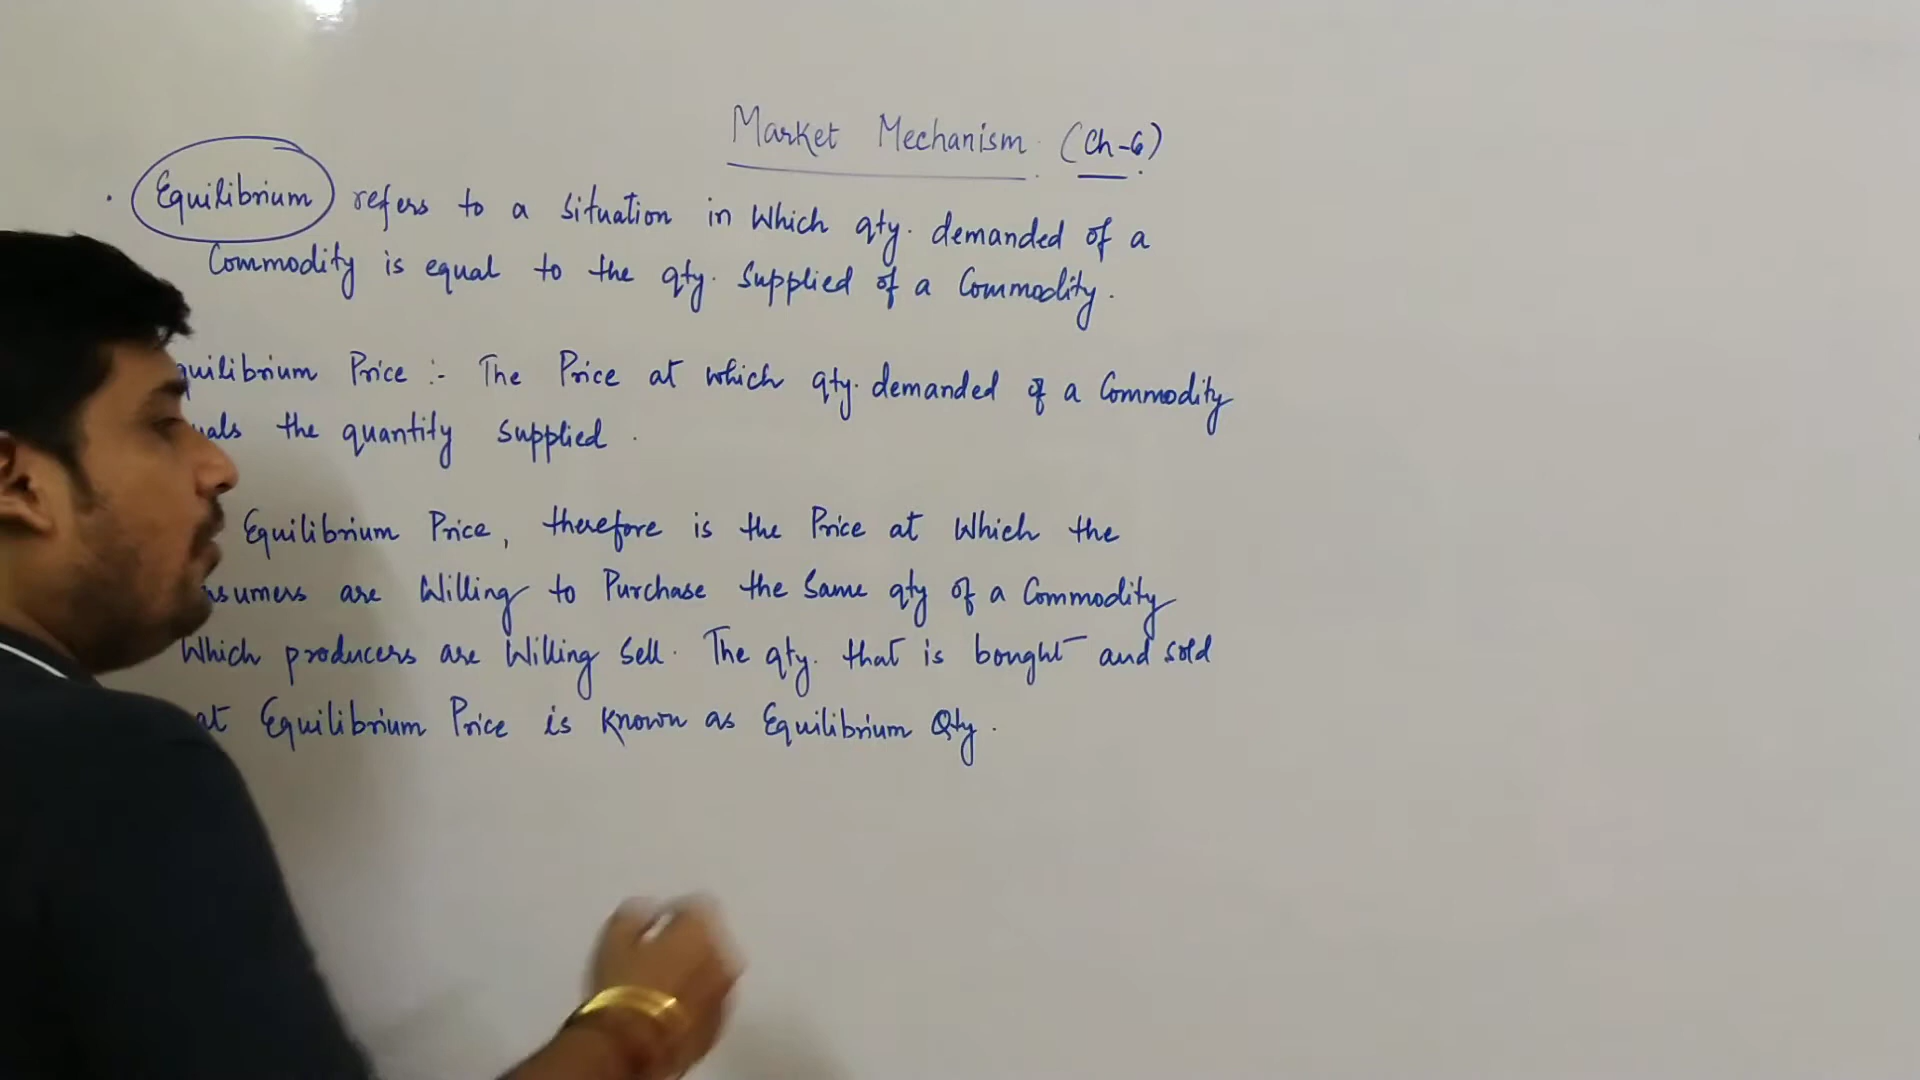 Market Mechanism (Ch-6)
Equilibrium refers to a situation in which qty. demanded of a
Commodity is equal to the qty. supplied of a Commodity.
quilibrium Price :- The Price at which qty. demanded of a Commodity
uals the quantity supplied.
Equilibrium Price, therefore is the Price at which the
nsumers are willing to Purchase the same qty of a Commodity
which producers are willing sell. The qty. that is bought and sold
at Equilibrium Price is known as Equilibrium Qty.